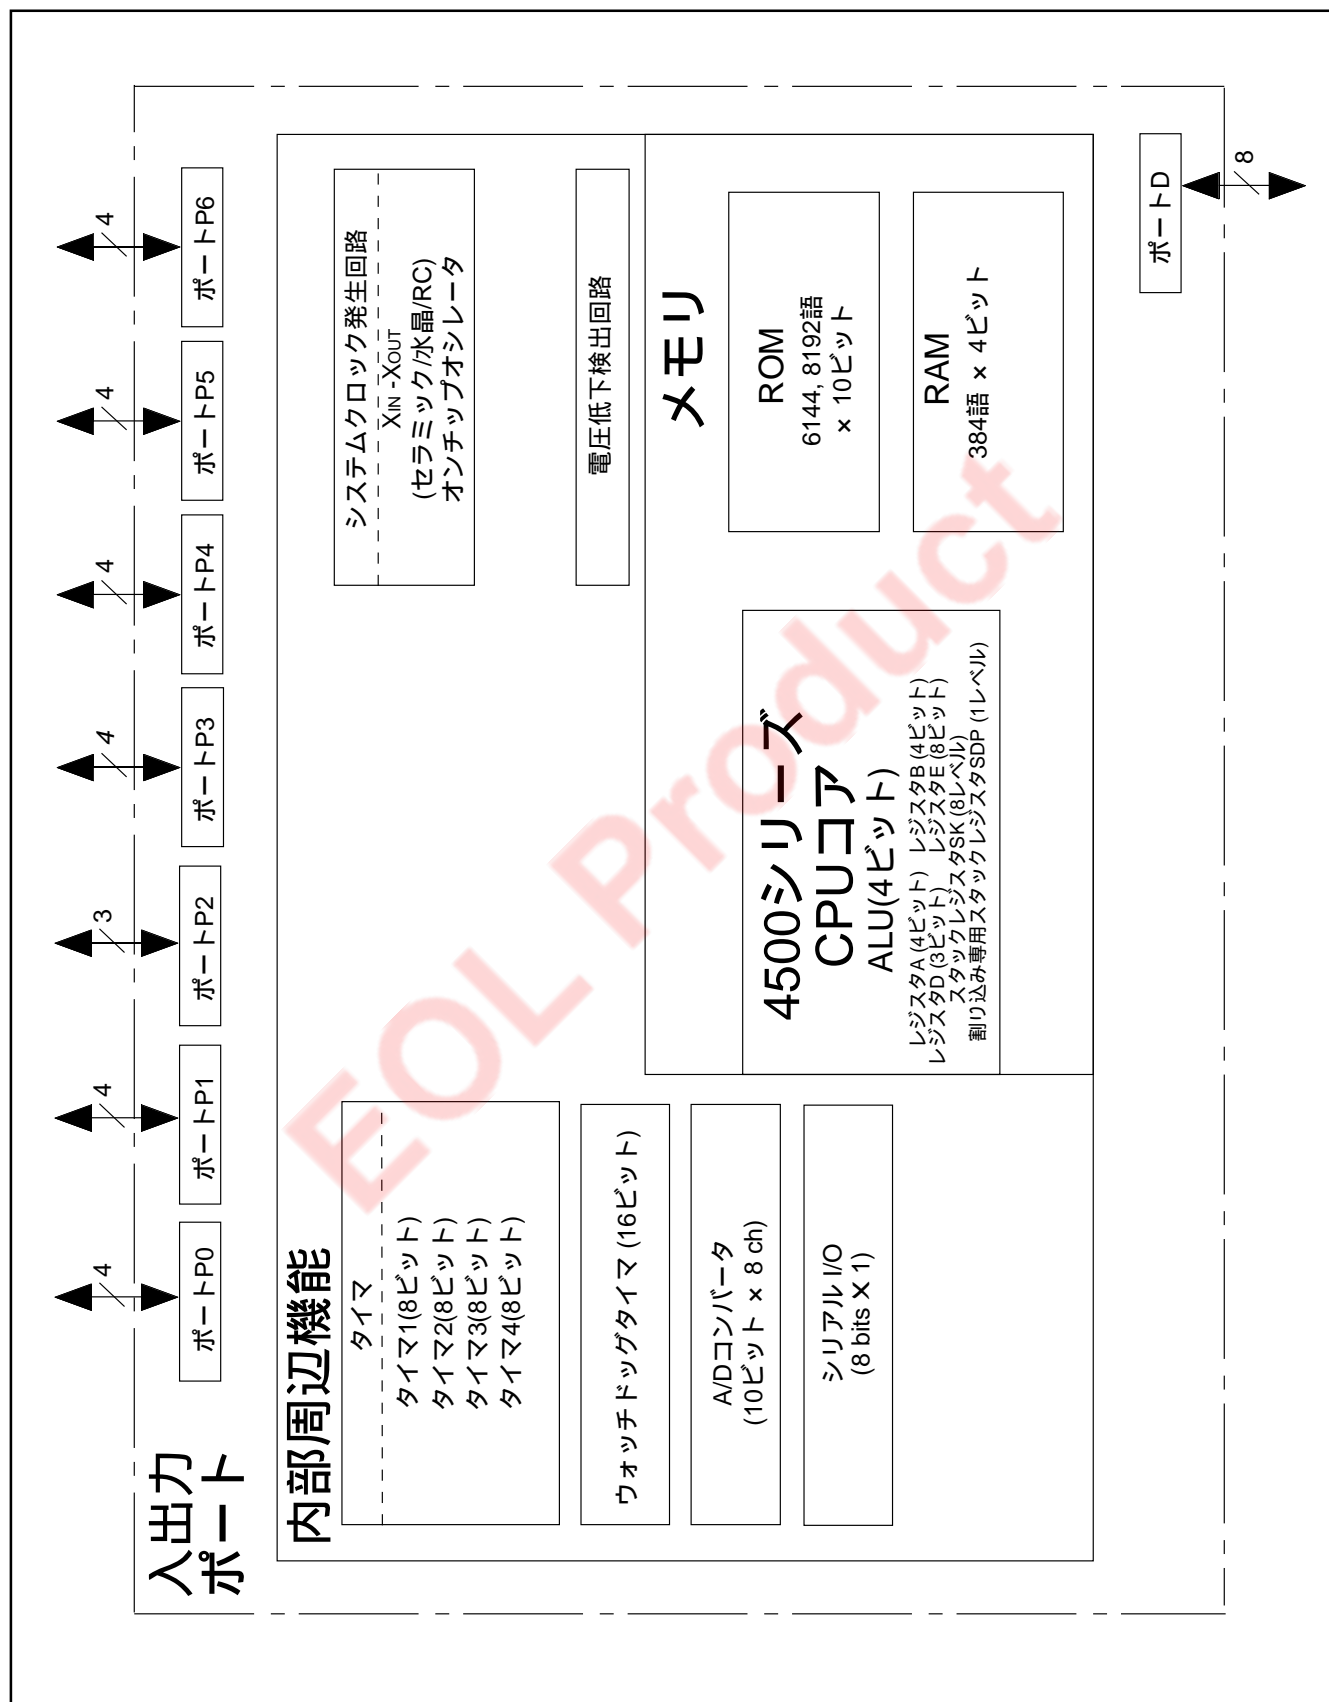 入出力
ポート
4
4
3
4
4
4
4
ポートP0
ポートP1
ポートP2
ポートP3
ポートP4
ポートP5
ポートP6
内部周辺機能
タイマ
タイマ1(8ビット)
タイマ2(8ビット)
タイマ3(8ビット)
タイマ4(8ビット)
ウォッチドッグタイマ (16ビット)
A/Dコンバータ
(10ビット × 8 ch)
シリアル I/O
(8 bits X 1)
システムクロック発生回路
XIN -XOUT
(セラミック/水晶/RC)
オンチップオシレータ
電圧低下検出回路
4500シリーズ
CPUコア
ALU(4ビット)
レジスタA (4ビット) レジスタB (4ビット)
レジスタD (3ビット) レジスタE (8ビット)
スタックレジスタSK (8レベル)
割り込み専用スタックレジスタSDP (1レベル)
メモリ
ROM
6144, 8192語
× 10ビット
RAM
384語 × 4ビット
ポートD
8
EOL Product